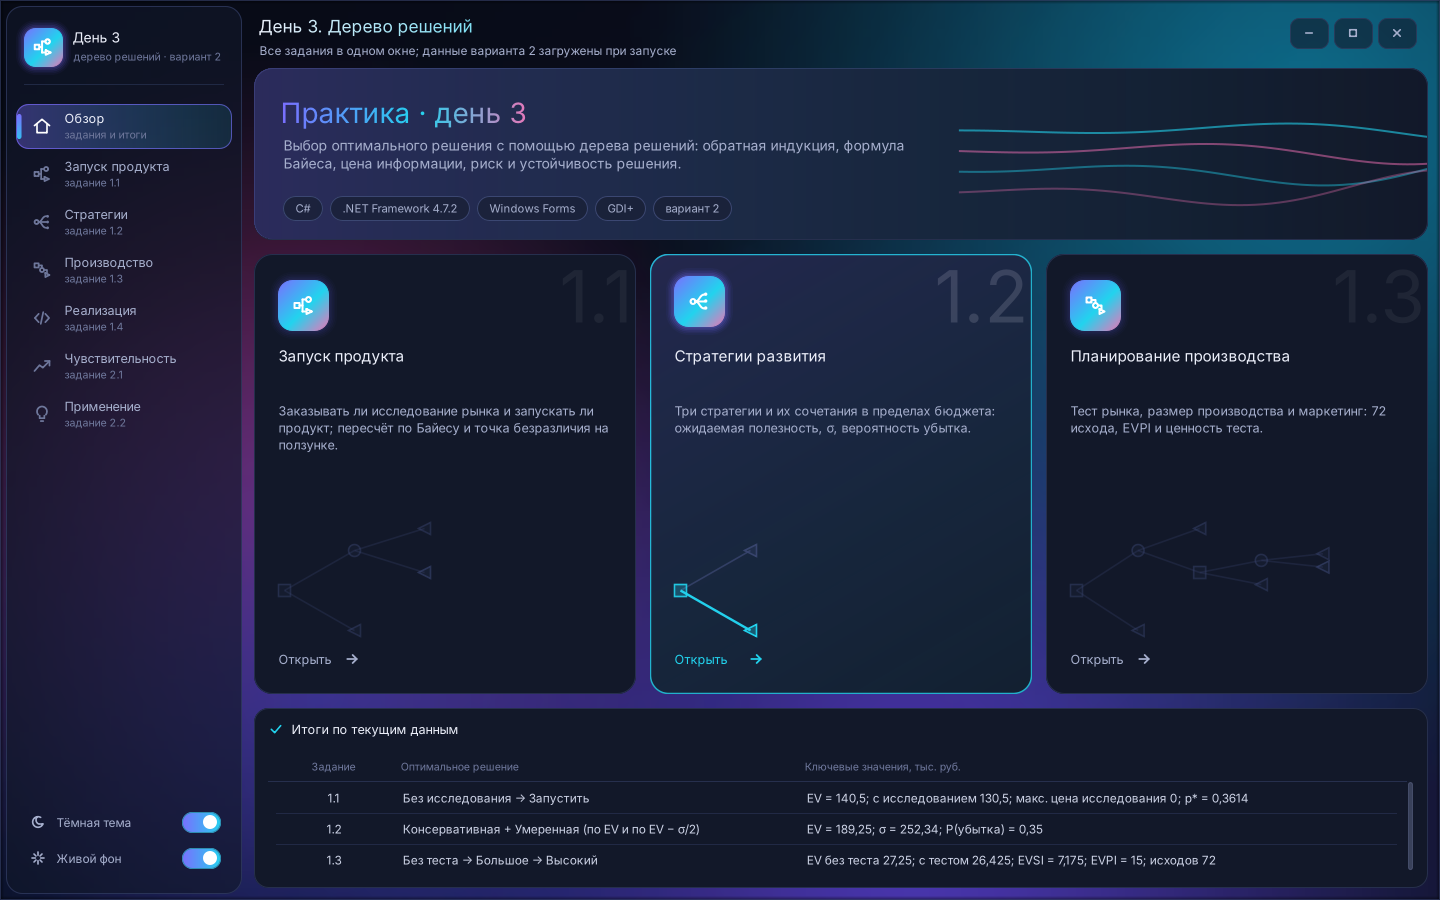 День 3
дерево решений · вариант 2
Обзор
задания и итоги
Запуск продукта
задание 1.1
Стратегии
задание 1.2
Производство
задание 1.3
Реализация
задание 1.4
Чувствительность
задание 2.1
Применение
задание 2.2
Тёмная тема
Живой фон
День 3. Дерево решений
Все задания в одном окне; данные варианта 2 загружены при запуске
Практика · день 3
Выбор оптимального решения с помощью дерева решений: обратная индукция, формула
Байеса, цена информации, риск и устойчивость решения.
C#
.NET Framework 4.7.2
Windows Forms
GDI+
вариант 2
1.1
Запуск продукта
Заказывать ли исследование рынка и запускать ли
продукт; пересчёт по Байесу и точка безразличия на
ползунке.
Открыть →
1.2
Стратегии развития
Три стратегии и их сочетания в пределах бюджета:
ожидаемая полезность, σ, вероятность убытка.
Открыть →
1.3
Планирование производства
Тест рынка, размер производства и маркетинг: 72
исхода, EVPI и ценность теста.
Открыть →
Итоги по текущим данным
Задание Оптимальное решение Ключевые значения, тыс. руб.
1.1 Без исследования → Запустить EV = 140,5; с исследованием 130,5; макс. цена исследования 0; p* = 0,3614
1.2 Консервативная + Умеренная (по EV и по EV − σ/2) EV = 189,25; σ = 252,34; P(убытка) = 0,35
1.3 Без теста → Большое → Высокий EV без теста 27,25; с тестом 26,425; EVSI = 7,175; EVPI = 15; исходов 72